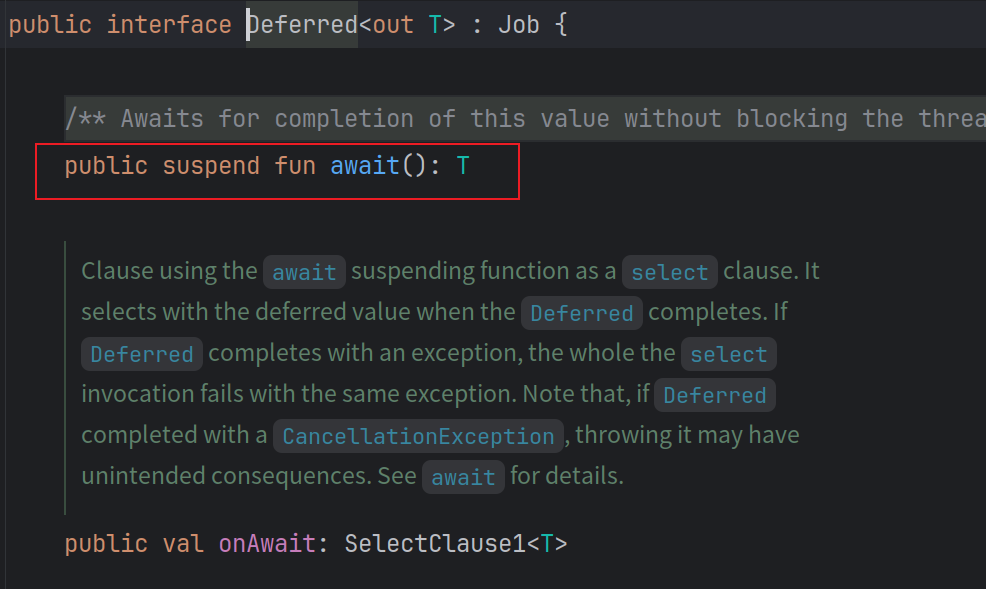 public interface Deferred<out T> : Job {
/** Awaits for completion of this value without blocking the threa
public suspend fun await(): T
Clause using the await suspending function as a select clause. It
selects with the deferred value when the Deferred completes. If
Deferred completes with an exception, the whole the select
invocation fails with the same exception. Note that, if Deferred
completed with a CancellationException, throwing it may have
unintended consequences. See await for details.
public val onAwait: SelectClause1<T>